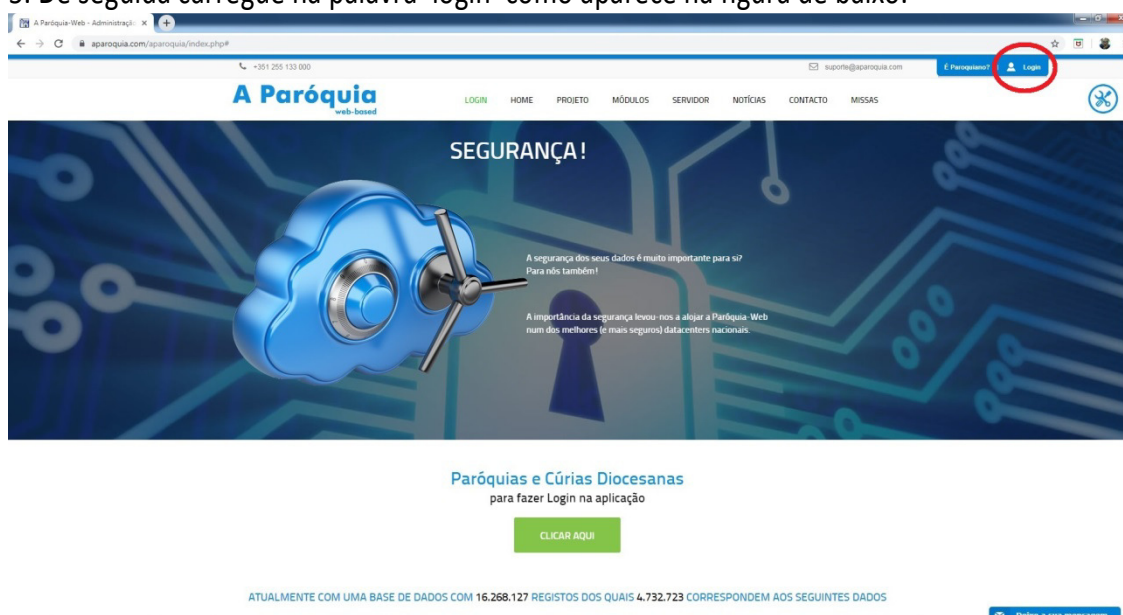 3. De seguida carregue na palavra "login" como aparece na figura de baixo:
A Paróquia-Web - Administraçã
aparoquia.com/aparoquia/index.php#
+351 255 133 000
suporte@aparoquia.com
É Paroquiano?
Login
A Paróquia
web-based
LOGIN HOME PROJETO MÓDULOS SERVIDOR NOTÍCIAS CONTACTO MISSAS
SEGURANÇA!
A segurança dos seus dados é muito importante para si?
Para nós também!
A importância da segurança levou-nos a alojar a Paróquia-Web
num dos melhores (e mais seguros) datacenters nacionais.
Paróquias e Cúrias Diocesanas
para fazer Login na aplicação
CLICAR AQUI
ATUALMENTE COM UMA BASE DE DADOS COM 16.268.127 REGISTOS DOS QUAIS 4.732.723 CORRESPONDEM AOS SEGUINTES DADOS